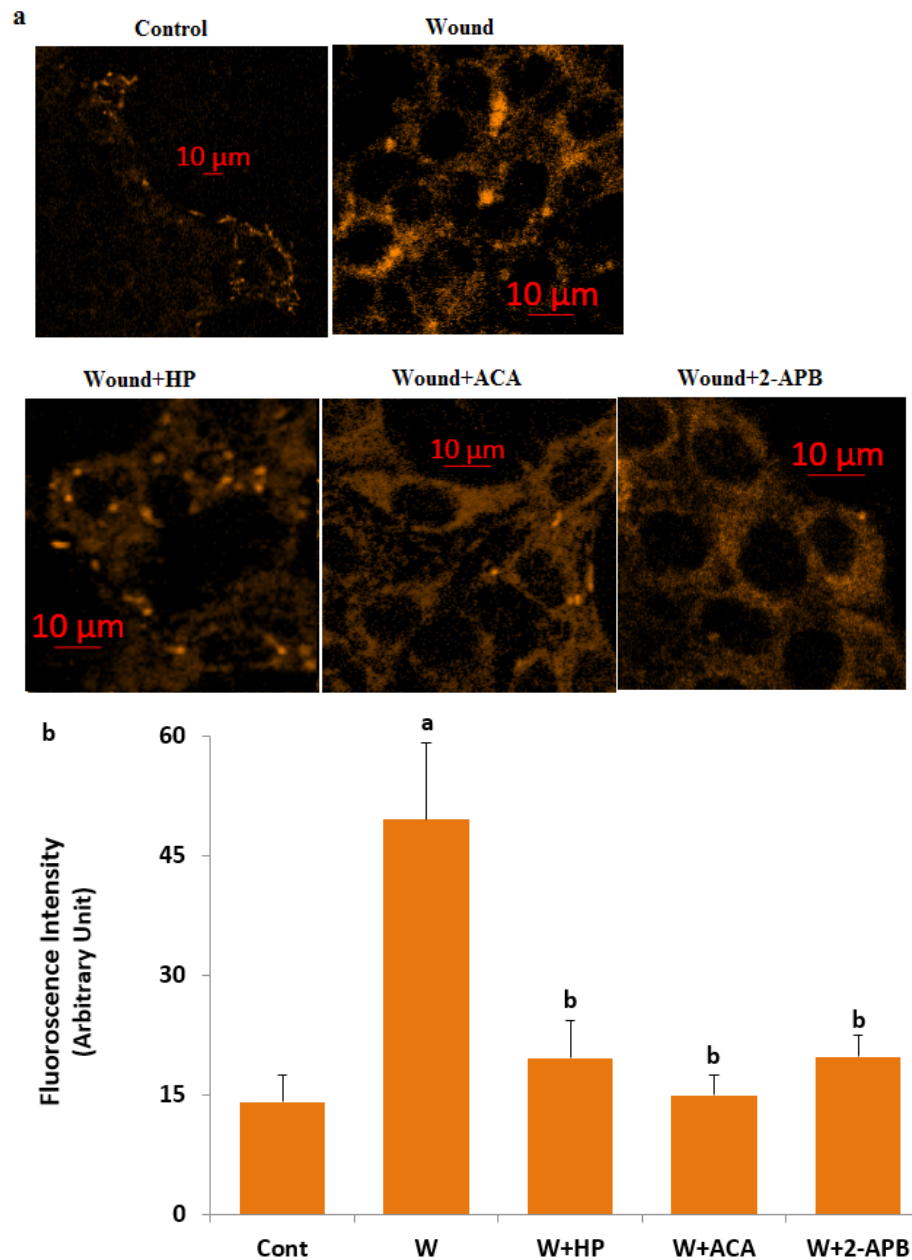 a
Control
Wound
10 µm
10 µm
Wound+HP
Wound+ACA
Wound+2-APB
10 µm
10 µm
10 µm
b
Fluoroscence Intensity
(Arbitrary Unit)
60
45
30
15
0
a
b
b
b
Cont
W
W+HP
W+ACA
W+2-APB